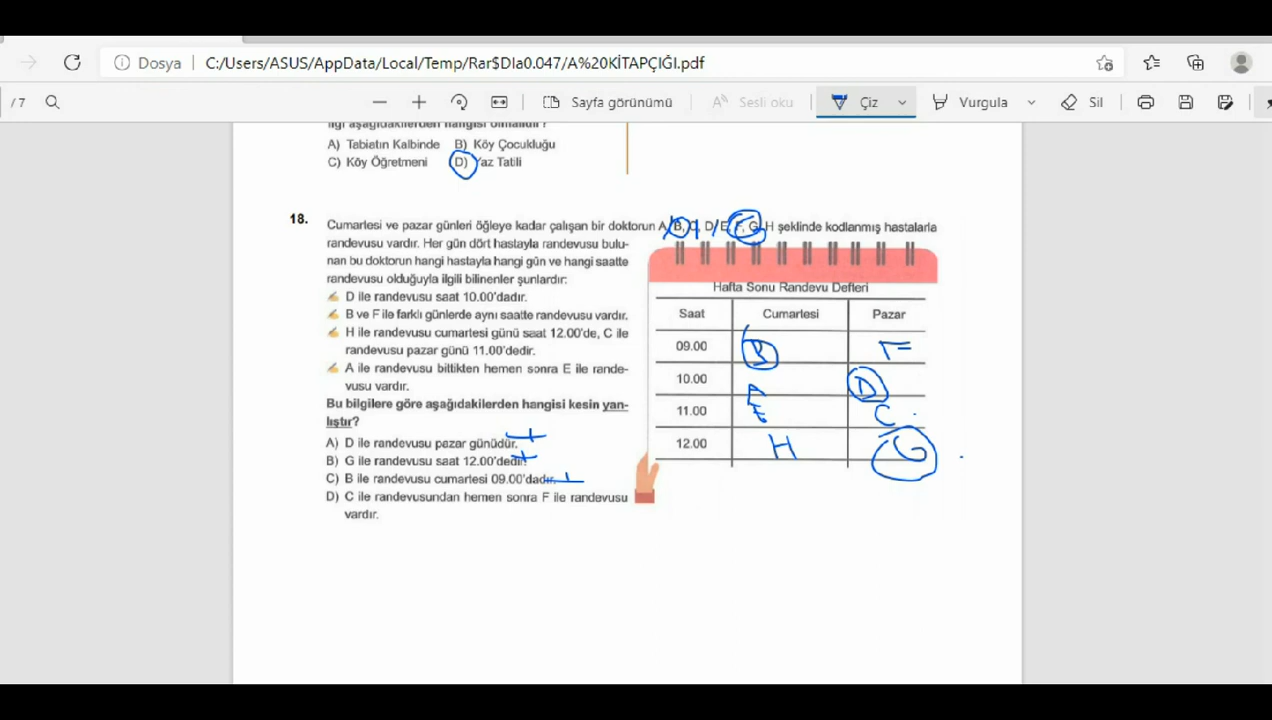 Dosya C:/Users/ASUS/AppData/Local/Temp/Rar$DIa0.047/A%20KİTAPÇIĞI.pdf
/7 Sayfa görünümü Sesli oku Çiz Vurgula Sil
A) Tabiatın Kalbinde B) Köy Çocukluğu
C) Köy Öğretmeni D) Yaz Tatili
18. Cumartesi ve pazar günleri öğleye kadar çalışan bir doktorun A, B, C, D, E, F, G, H şeklinde kodlanmış hastalarla
randevusu vardır. Her gün dört hastayla randevusu bulu-
nan bu doktorun hangi hastayla hangi gün ve hangi saatte
randevusu olduğuyla ilgili bilinenler şunlardır:
D ile randevusu saat 10.00'dadır.
B ve F ile farklı günlerde aynı saatte randevusu vardır.
H ile randevusu cumartesi günü saat 12.00'de, C ile
randevusu pazar günü 11.00'dedir.
A ile randevusu bittikten hemen sonra E ile rande-
vusu vardır.
Bu bilgilere göre aşağıdakilerden hangisi kesin yan-
lıştır?
A) D ile randevusu pazar günüdür.
B) G ile randevusu saat 12.00'dedir.
C) B ile randevusu cumartesi 09.00'dadır.
D) C ile randevusundan hemen sonra F ile randevusu
vardır.
Hafta Sonu Randevu Defteri
Saat Cumartesi Pazar
09.00 B F
10.00 A D
11.00 E C
12.00 H G